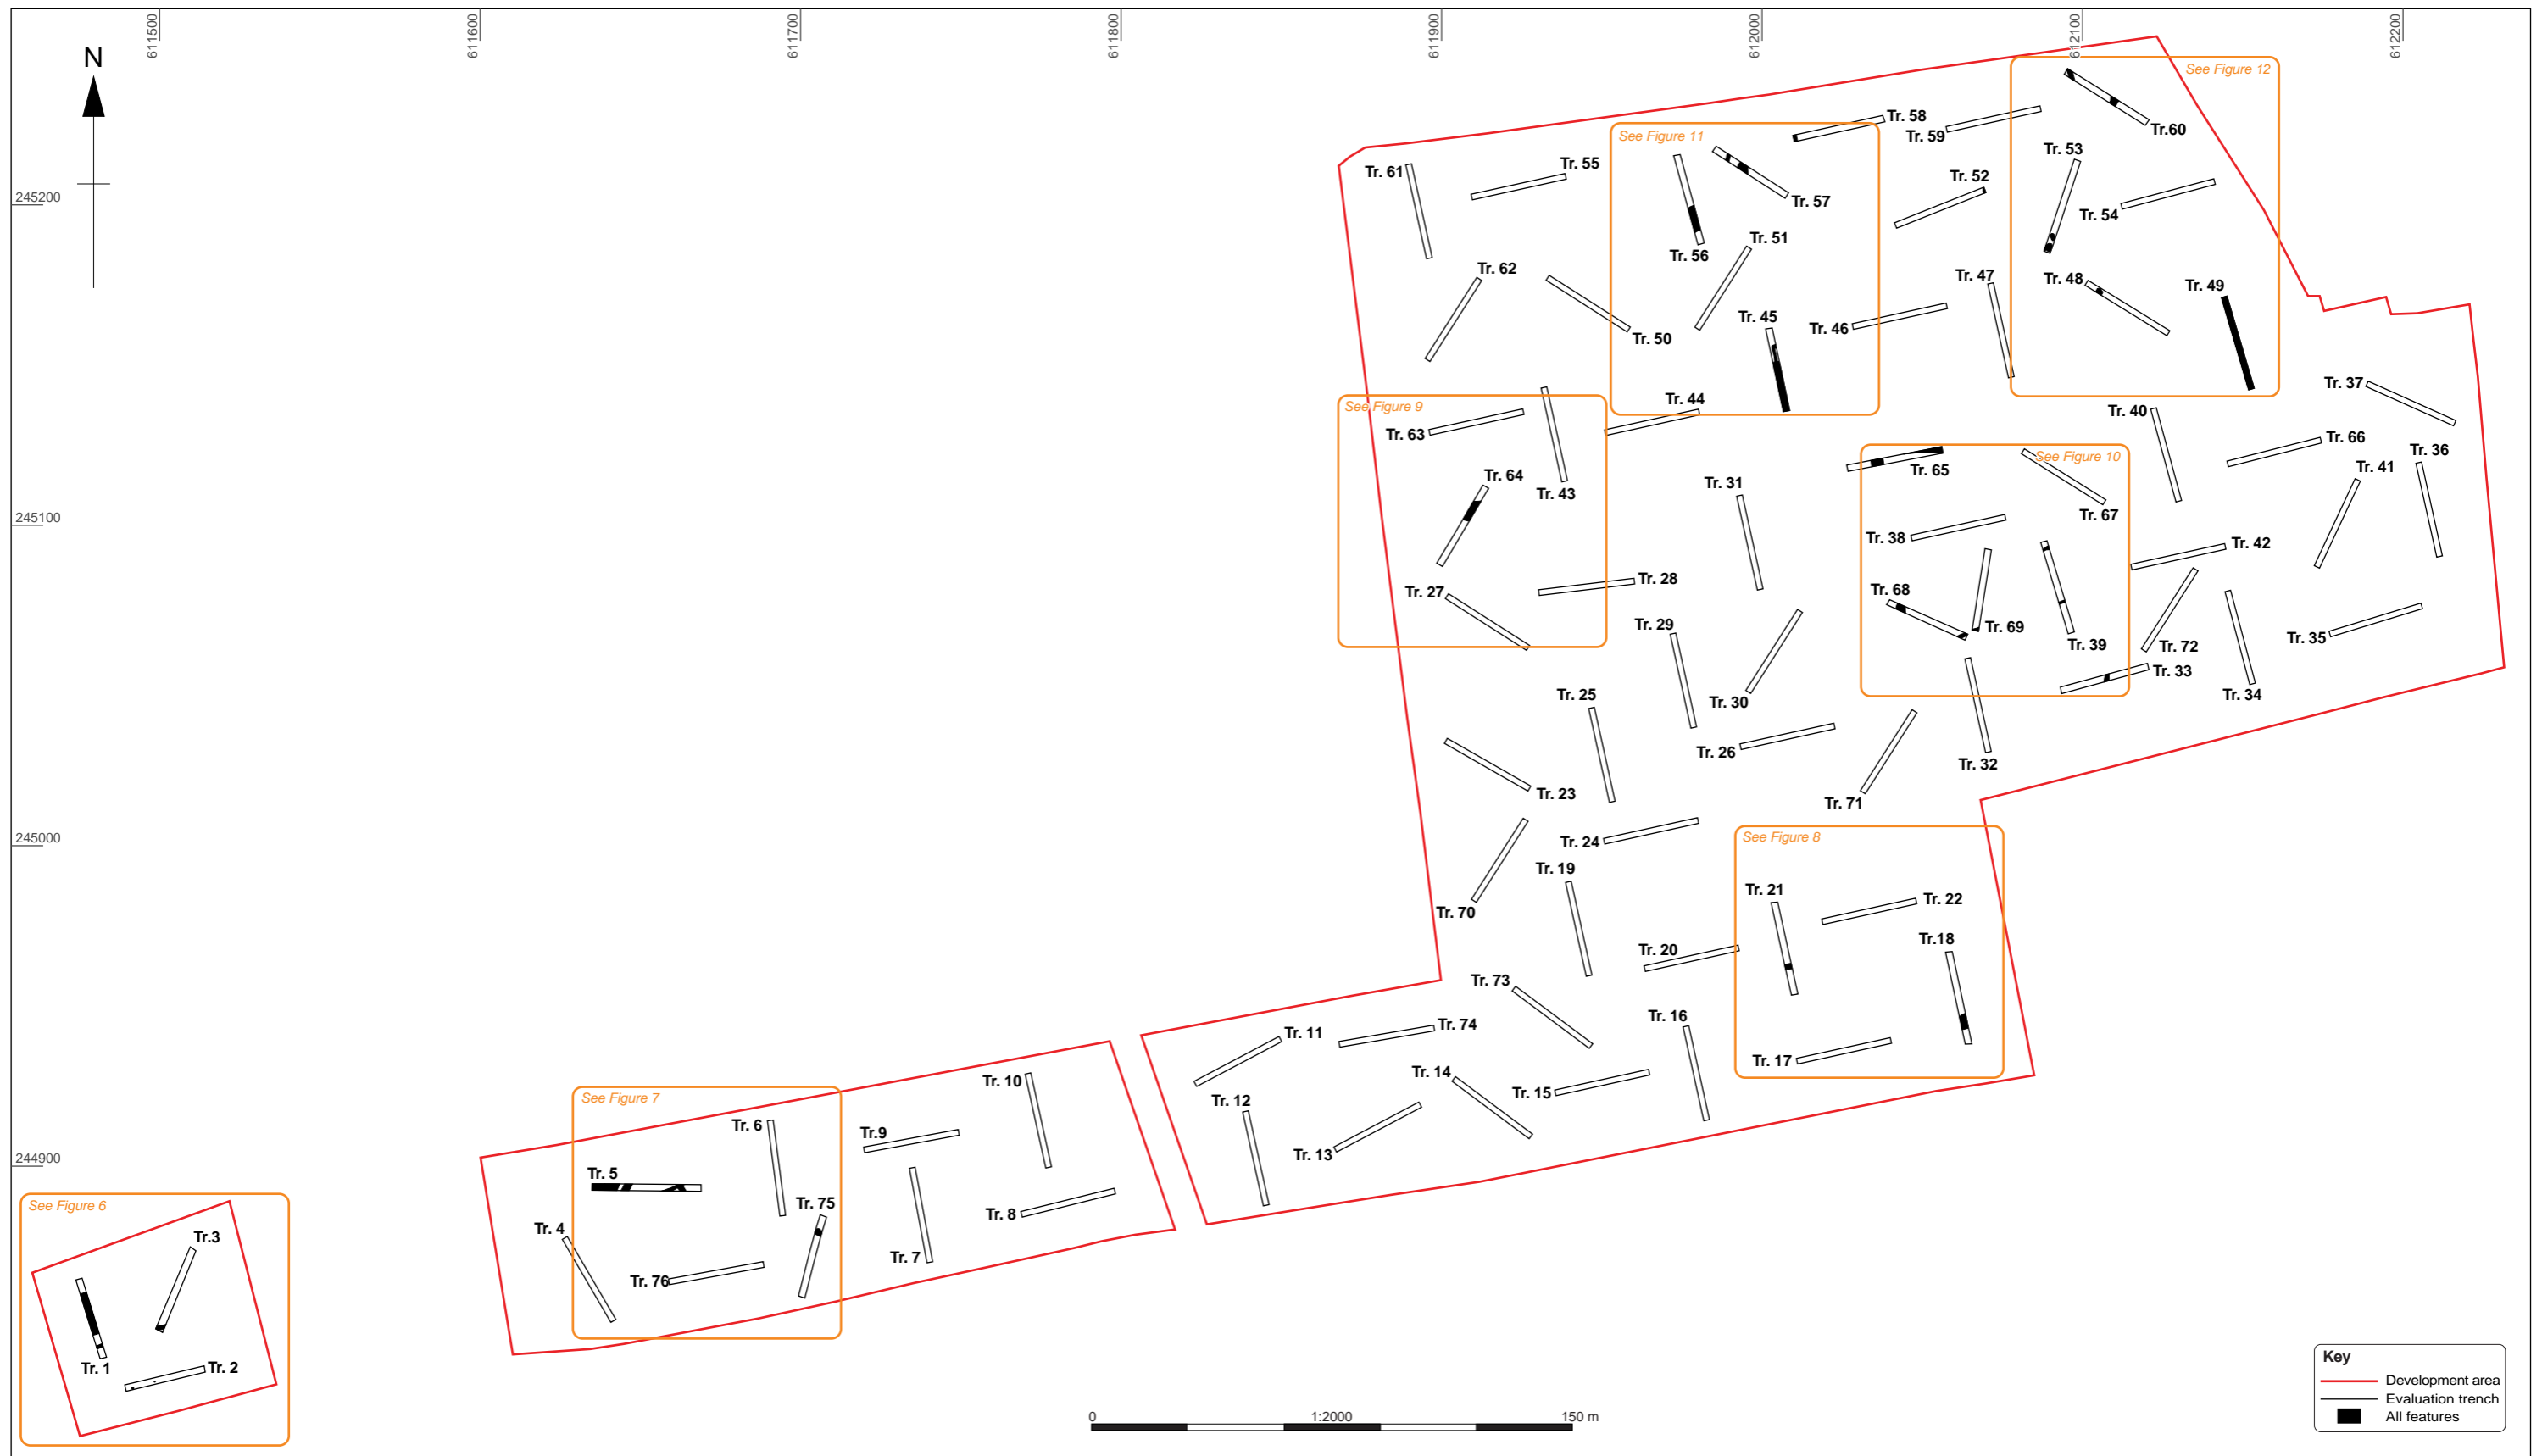 611500
611600
611700
611800
611900
612000
612100
612200
N
245200
245100
245000
244900
See Figure 12
Tr.60
Tr. 58
Tr. 59
See Figure 11
Tr. 53
Tr. 61
Tr. 55
Tr. 52
Tr. 57
Tr. 54
Tr. 56
Tr. 51
Tr. 62
Tr. 47
Tr. 48
Tr. 49
Tr. 45
Tr. 46
Tr. 50
Tr. 37
Tr. 44
Tr. 40
See Figure 9
Tr. 63
Tr. 66
Tr. 36
See Figure 10
Tr. 65
Tr. 41
Tr. 64
Tr. 31
Tr. 43
Tr. 67
Tr. 38
Tr. 42
Tr. 28
Tr. 27
Tr. 68
Tr. 29
Tr. 69
Tr. 39
Tr. 72
Tr. 35
Tr. 33
Tr. 25
Tr. 30
Tr. 34
Tr. 26
Tr. 32
Tr. 23
Tr. 71
See Figure 8
Tr. 24
Tr. 19
Tr. 21
Tr. 22
Tr. 70
Tr.18
Tr. 20
Tr. 73
Tr. 16
Tr. 74
Tr. 11
Tr. 17
Tr. 14
Tr. 15
Tr. 10
See Figure 7
Tr. 12
Tr. 6
Tr.9
Tr. 13
Tr. 5
See Figure 6
Tr. 75
Tr. 8
Tr. 4
Tr.3
Tr. 7
Tr. 76
Tr. 1
Tr. 2
0
1:2000
150 m
Key
Development area
Evaluation trench
All features